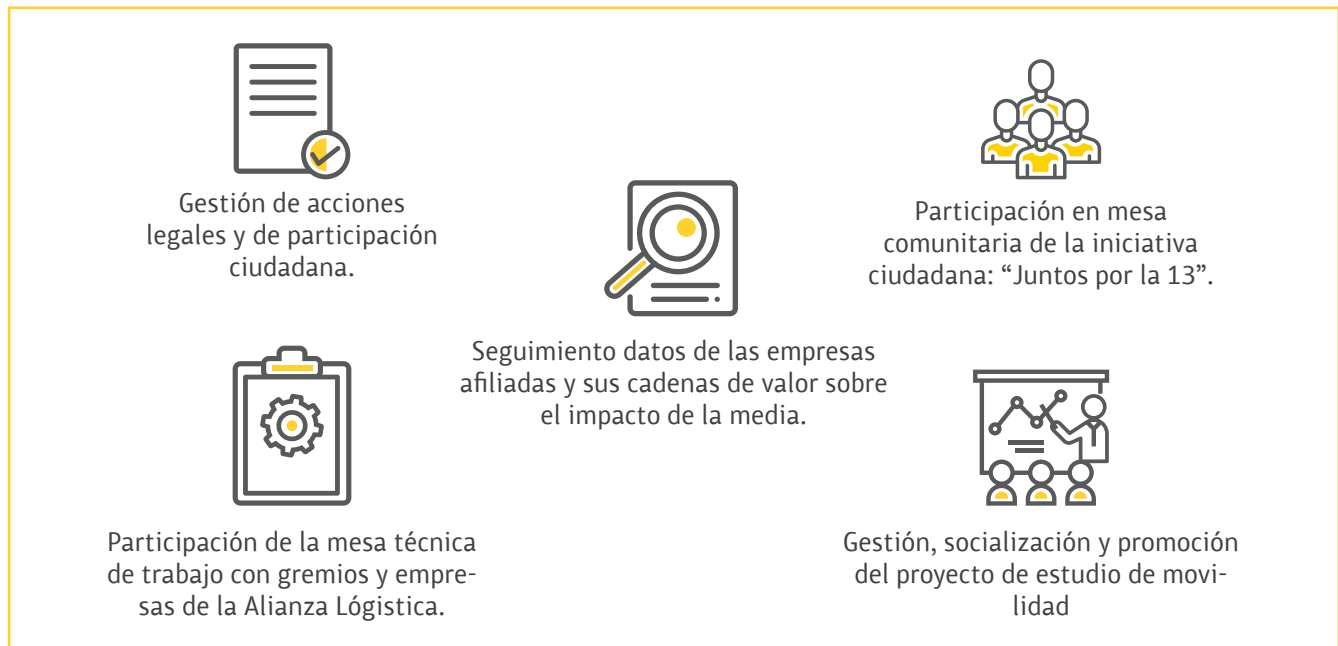 Gestión de acciones
legales y de participación
ciudadana.
Participación en mesa
comunitaria de la iniciativa
ciudadana: “Juntos por la 13”.
Seguimiento datos de las empresas
afiliadas y sus cadenas de valor sobre
el impacto de la media.
Participación de la mesa técnica
de trabajo con gremios y empre-
sas de la Alianza Lógistica.
Gestión, socialización y promoción
del proyecto de estudio de movi-
lidad